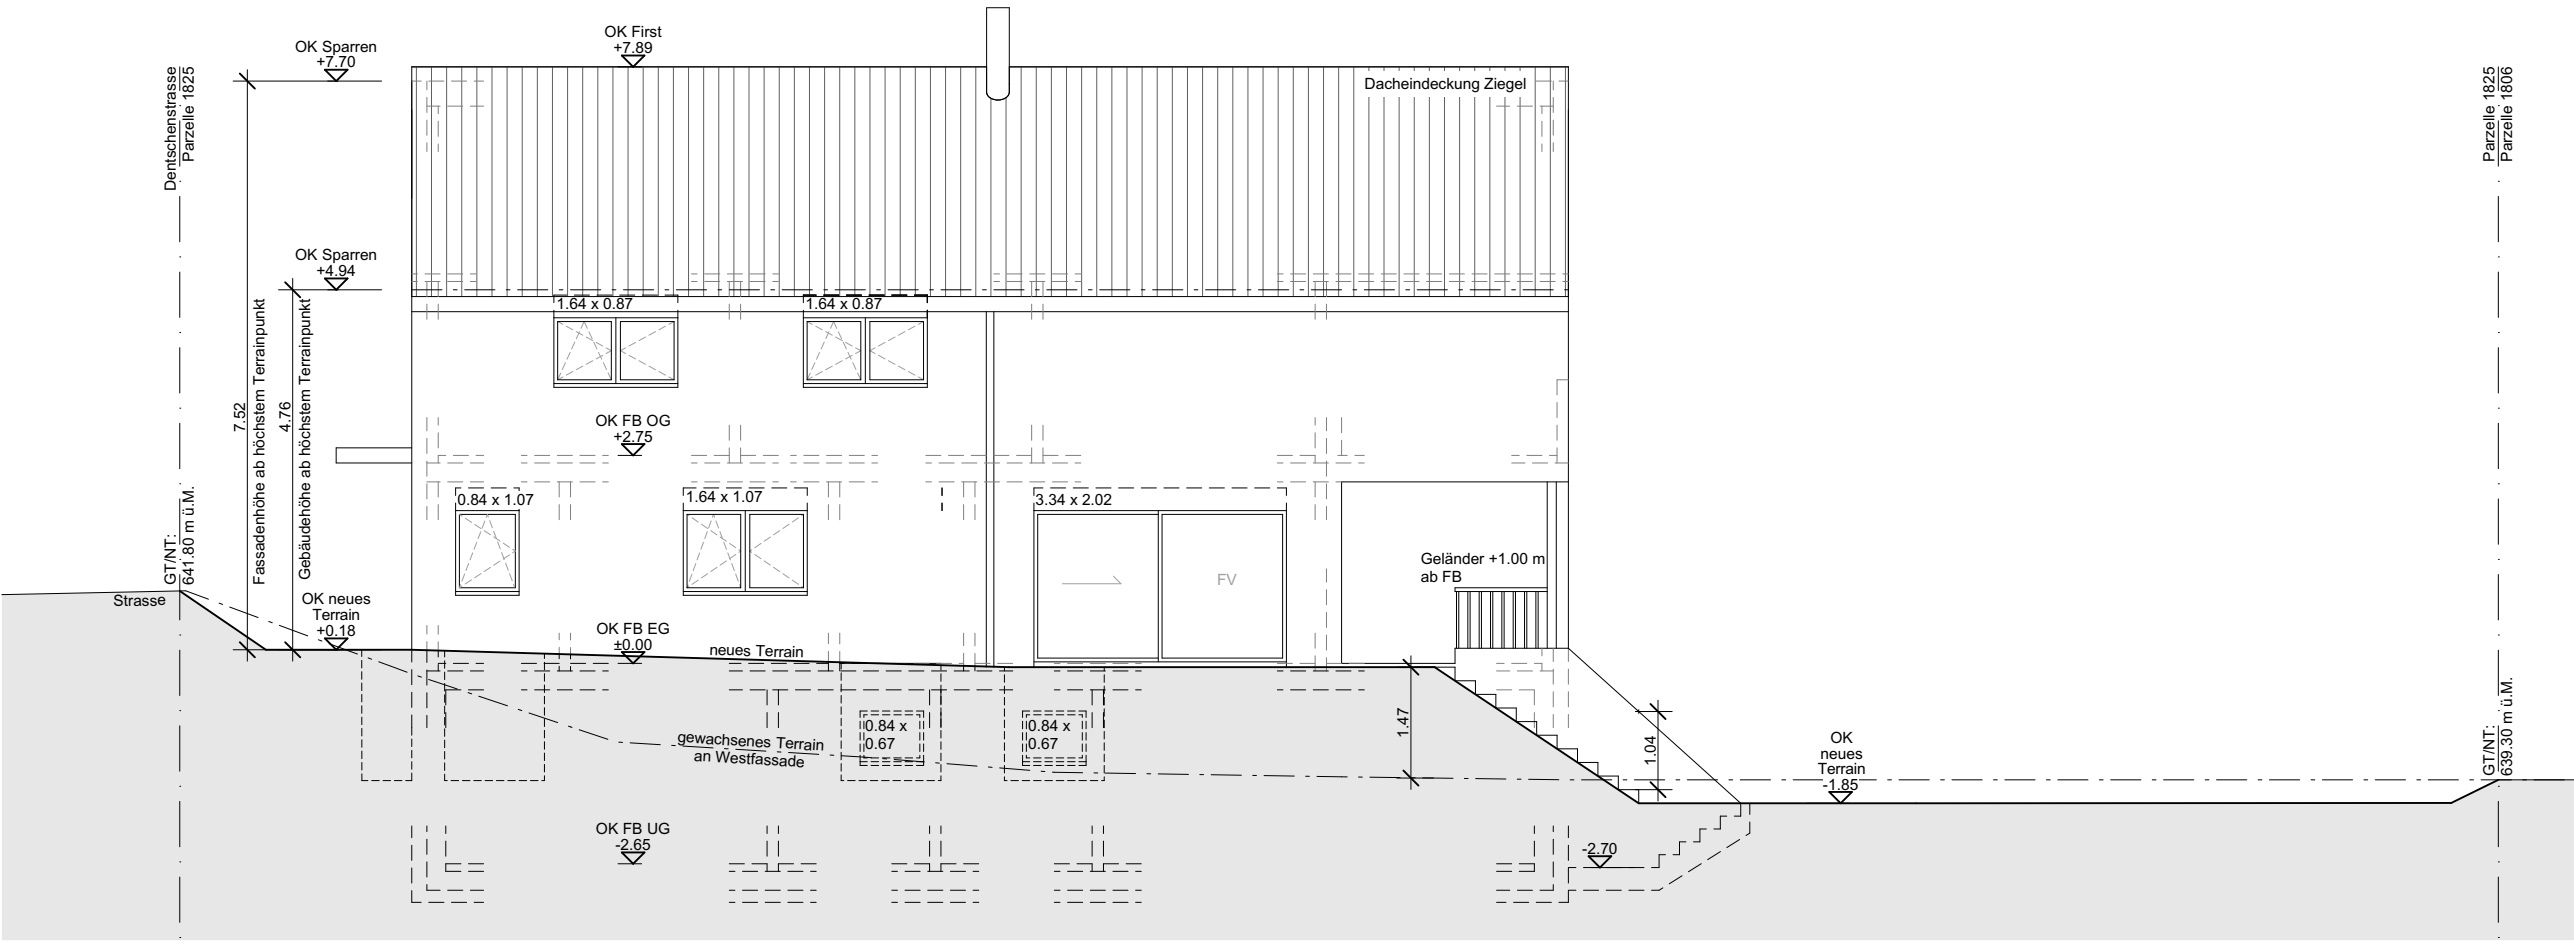 OK First
+7.89
OK Sparren
+7.70
Dentschenstrasse
Parzelle 1825
Dacheindeckung Ziegel
Parzelle 1825
Parzelle 1806
OK Sparren
+4.94
1.64 x 0.87
1.64 x 0.87
7.52
Fassadenhöhe ab höchstem Terrainpunkt
4.76
Gebäudehöhe ab höchstem Terrainpunkt
OK FB OG
+2.75
0.84 x 1.07
1.64 x 1.07
3.34 x 2.02
GT/NT:
641.80 m ü.M.
Geländer +1.00 m
ab FB
FV
Strasse
OK neues
Terrain
+0.18
OK FB EG
±0.00
neues Terrain
0.84 x
0.67
0.84 x
0.67
gewachsenes Terrain
an Westfassade
1.47
1.04
OK
neues
Terrain
-1.85
GT/NT:
639.30 m ü.M.
OK FB UG
-2.65
-2.70